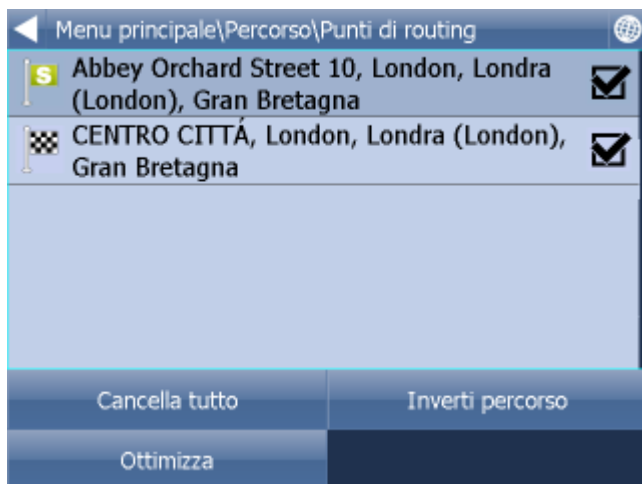 Menu principale\Percorso\Punti di routing
S
Abbey Orchard Street 10, London, Londra
(London), Gran Bretagna
CENTRO CITTÁ, London, Londra (London),
Gran Bretagna
Cancella tutto
Inverti percorso
Ottimizza